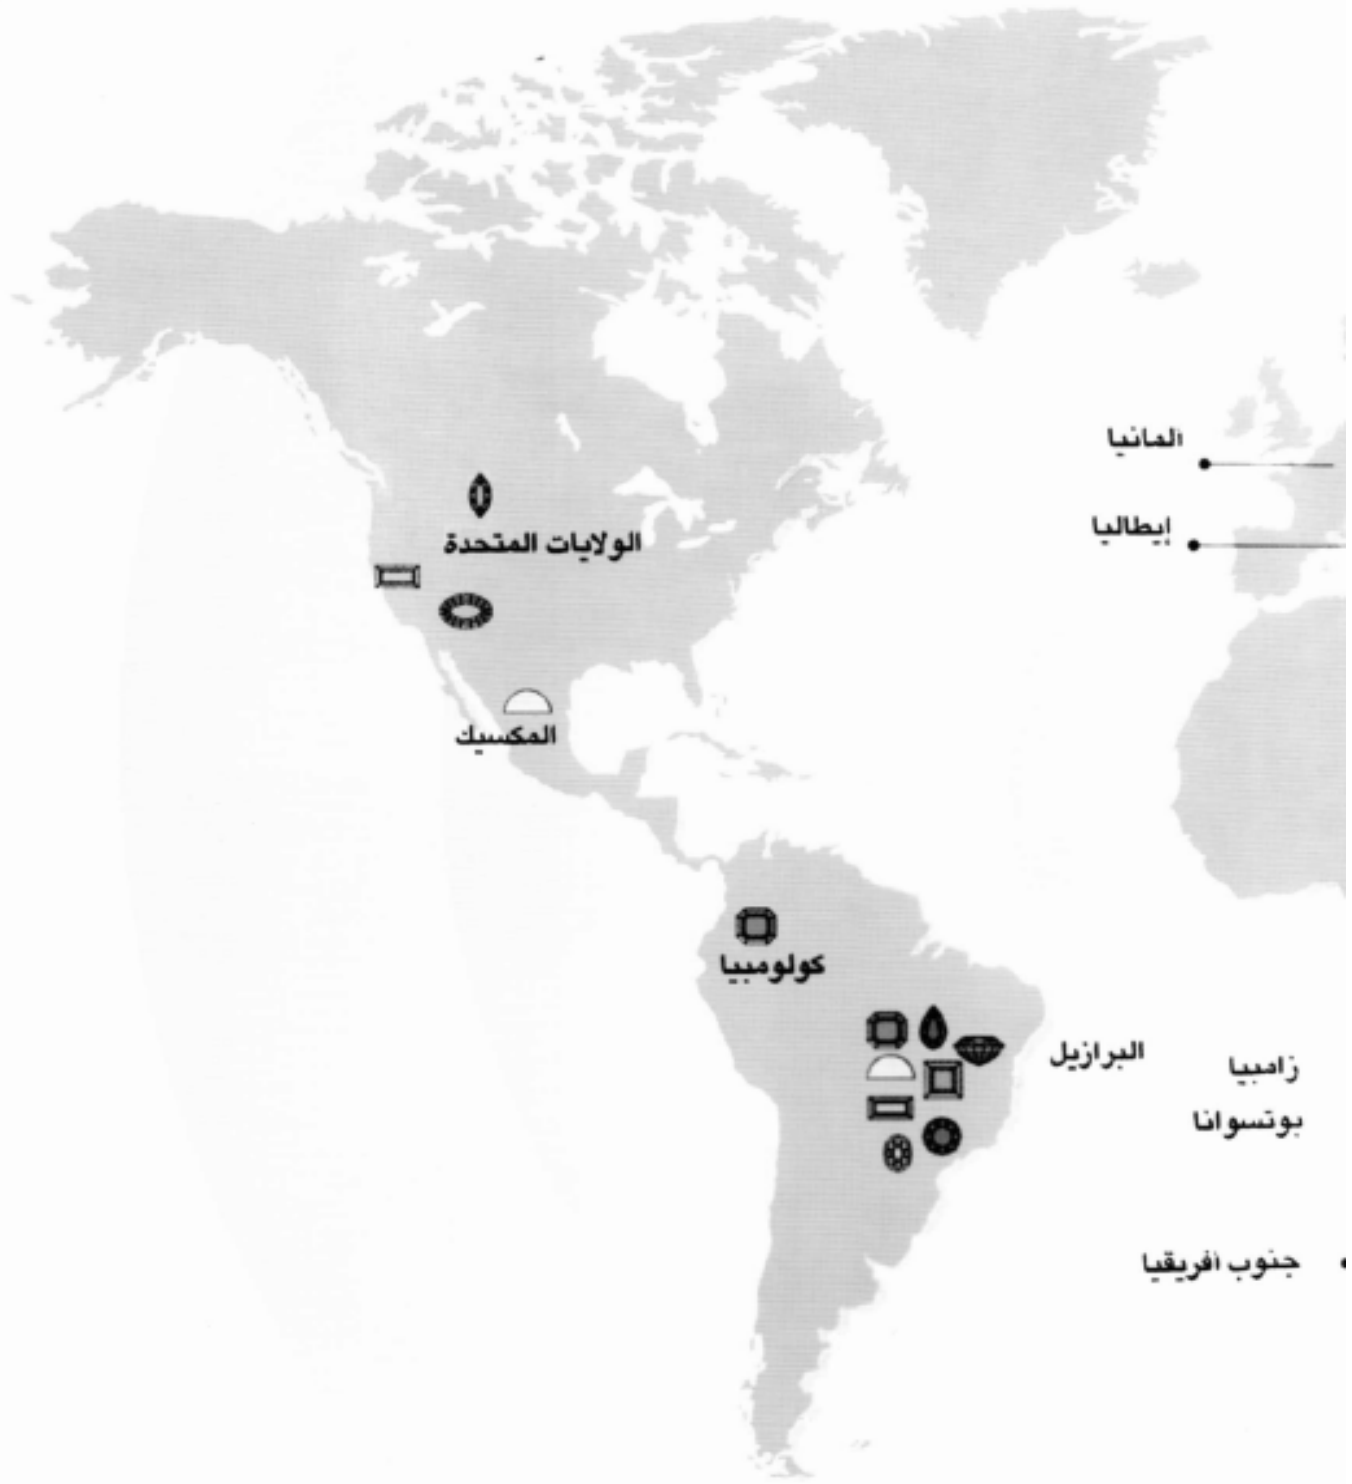 المانيا
إيطاليا
الولايات المتحدة
المكسيك
كولومبيا
البرازيل
زامبيا
بوتسوانا
جنوب أفريقيا